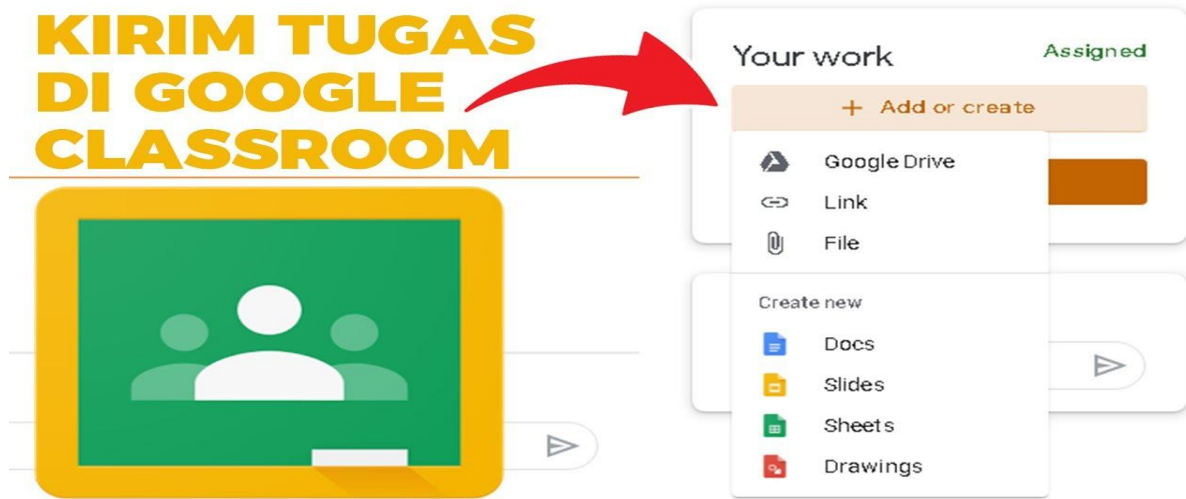 KIRIM TUGAS
DI GOOGLE
CLASSROOM
Your work
Assigned
+ Add or create
Google Drive
Link
File
Create new
Docs
Slides
Sheets
Drawings